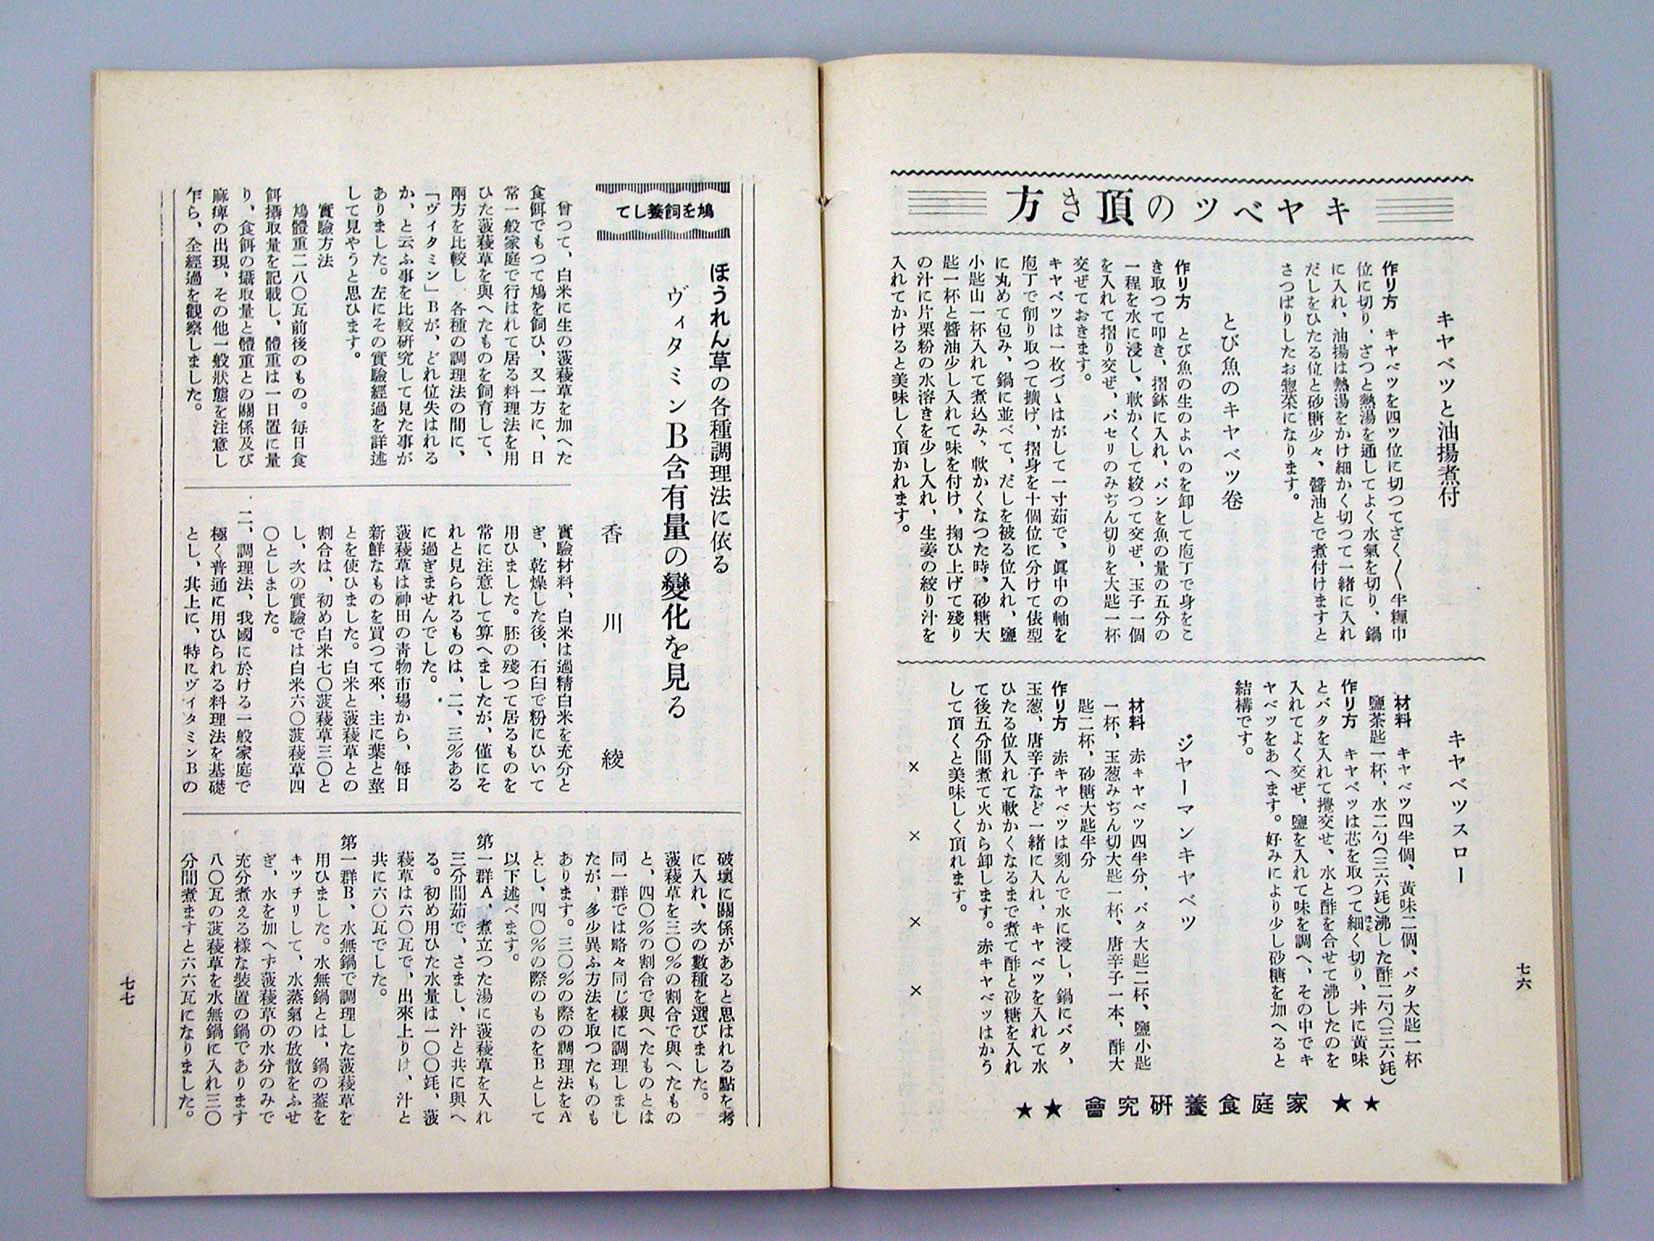 キャベツの頂き方
キヤベツと油揚煮付
作り方　キヤベツを四ツ位に切つてざく〳〵半糎巾
位に切り、ざつと熱湯を通してよく水氣を切り、鍋
に入れ、油揚は熱湯をかけ細かく切つて一緒に入れ
だしをひたる位と砂糖少々、醬油とで煮付けますと
さつぱりしたお惣菜になります。
とび魚のキヤベツ卷
作り方　とび魚の生のよいのを卸して庖丁で身をこ
き取つて叩き、摺鉢に入れ、パンを魚の量の五分の
一程を水に浸し、軟かくして絞つて交ぜ、玉子一個
を入れて摺り交ぜ、パセリのみぢん切りを大匙一杯
交ぜておきます。
キヤベツは一枚づゝはがして一寸茹で、眞中の軸を
庖丁で削り取つて擴げ、摺身を十個位に分けて俵型
に丸めて包み、鍋に並べて、だしを被る位入れ、鹽
小匙山一杯入れて煮込み、軟かくなつた時、砂糖大
匙一杯と醬油少し入れて味を付け、掬ひ上げて殘り
の汁に片栗粉の水溶きを少し入れ、生姜の絞り汁を
入れてかけると美味しく頂かれます。
キヤベツスロー
材料　キヤベツ四半個、黃味二個、バタ大匙一杯
鹽茶匙一杯、水二勺(三六竓)沸した酢二勺(三六竓)
作り方　キヤベツは芯を取つて細く切り、丼に黃味
とバタを入れて攪交ぜ、水と酢を合せて沸したのを
入れてよく交ぜ、鹽を入れて味を調へ、その中でキ
ヤベツをあへます。好みにより少し砂糖を加へると
結構です。
ジヤーマンキヤベツ
材料　赤キヤベツ四半分、バタ大匙二杯、鹽小匙
一杯、玉葱みぢん切大匙一杯、唐辛子一本、酢大
匙二杯、砂糖大匙半分
作り方　赤キヤベツは刻んで水に浸し、鍋にバタ、
玉葱、唐辛子など一緒に入れ、キヤベツを入れて水
ひたる位入れて軟かくなるまで煮て酢と砂糖を入れ
て後五分間煮て火から卸します。赤キヤベツはかう
して頂くと美味しく頂れます。
× × × ×
★★ 家庭食養研究會 ★★
七六
鳩を飼養して
ほうれん草の各種調理法に依る
ヴィタミンB含有量の變化を見る
香川　綾
曾つて、白米に生の菠薐草を加へた
食餌でもつて鳩を飼ひ、又一方に、日
常一般家庭で行はれて居る料理法を用
ひた菠薐草を與へたものを飼育して、
兩方を比較し、各種の調理法の間に、
「ヴィタミン」Bが、どれ位失はれる
か、と云ふ事を比較研究して見た事が
ありました。左にその實驗經過を詳述
して見やうと思ひます。
實驗方法
鳩體重二八〇瓦前後のもの。每日食
餌攝取量を記載し、體重は一日置に量
り、食餌の攝取量と體重との關係及び
麻痺の出現、その他一般狀態を注意し
乍ら、全經過を觀察しました。
實驗材料、白米は過精白米を充分と
ぎ、乾燥した後、石臼で粉にひいて
用ひました。胚の殘つて居るものを
常に注意して算へましたが、僅にそ
れと見られるものは、二、三%ある
に過ぎませんでした。
菠薐草は神田の靑物市場から、每日
新鮮なものを買つて來、主に葉と莖
とを使ひました。白米と菠薐草との
割合は、初め白米七〇菠薐草三〇と
し、次の實驗では白米六〇菠薐草四
〇としました。
二、調理法、我國に於ける一般家庭で
極く普通に用ひられる料理法を基礎
とし、其上に、特にヴィタミンBの
破壞に關係があると思はれる點を考
に入れ、次の數種を選びました。
菠薐草を三〇%の割合で與へたもの
と、四〇%の割合で與へたものとは
同一群では略々同じ樣に調理しまし
たが、多少異ふ方法を取つたものも
あります。三〇%の際の調理法をA
とし、四〇%の際のものをBとして
以下述べます。
第一群A、煮立つた湯に菠薐草を入れ
三分間茹で、さまし、汁と共に與へ
る。初め用ひた水量は一〇〇竓、菠
薐草は六〇瓦で、出來上りは、汁と
共に六〇瓦でした。
第一群B、水無鍋で調理した菠薐草を
用ひました。水無鍋とは、鍋の蓋を
キッチリして、水蒸氣の放散をふせ
ぎ、水を加へず菠薐草の水分のみで
充分煮える樣な裝置の鍋であります
八〇瓦の菠薐草を水無鍋に入れ三〇
分間煮ますと六六瓦になりました。
七七